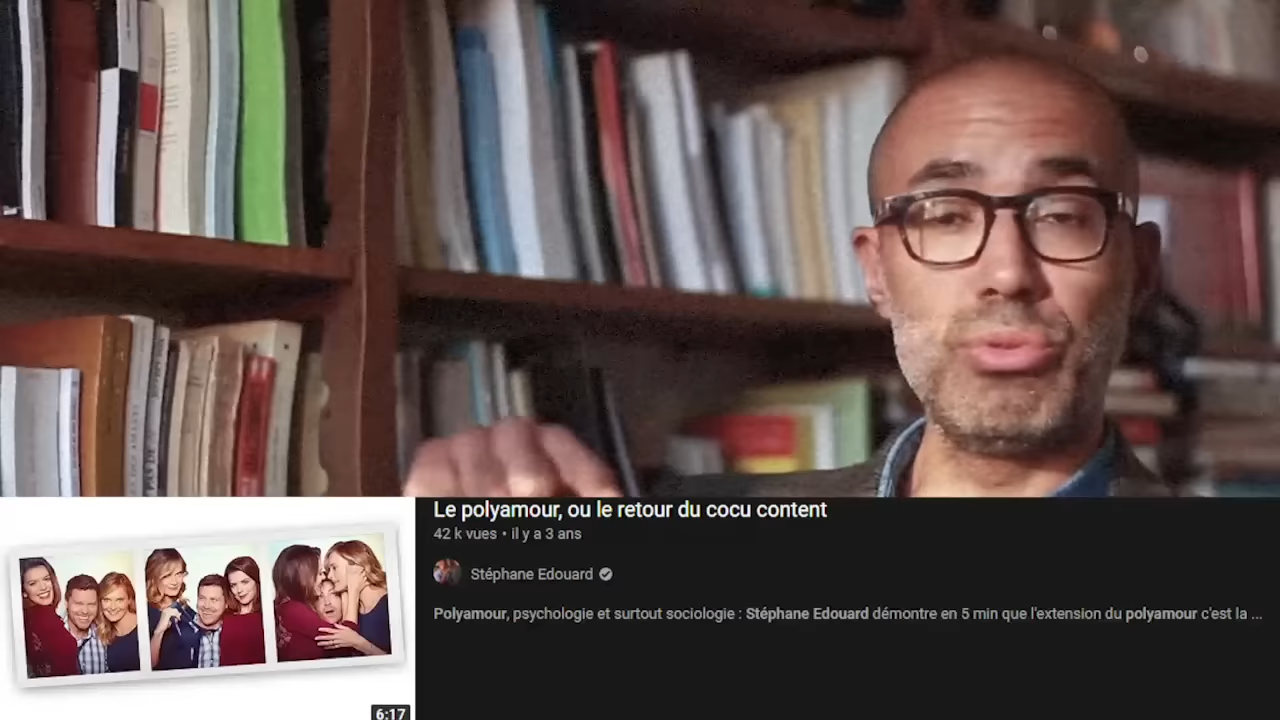 Le polyamour, ou le retour du cocu content
42 k vues • il y a 3 ans
Stéphane Edouard
Polyamour, psychologie et surtout sociologie : Stéphane Edouard démontre en 5 min que l'extension du polyamour c'est la ...
6:17